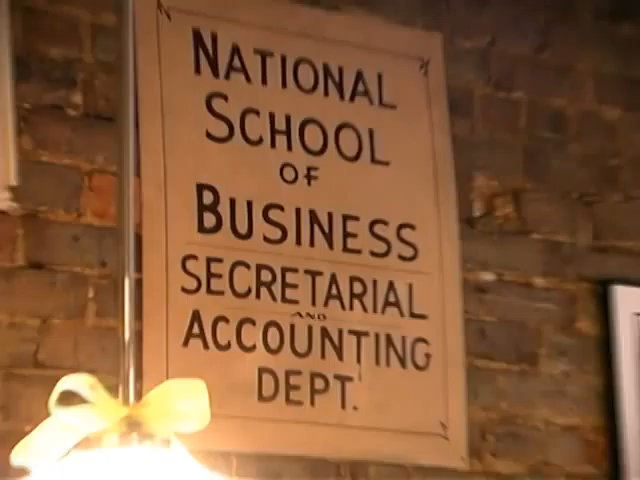 NATIONAL
SCHOOL
OF
BUSINESS
SECRETARIAL
AND
ACCOUNTING
DEPT.